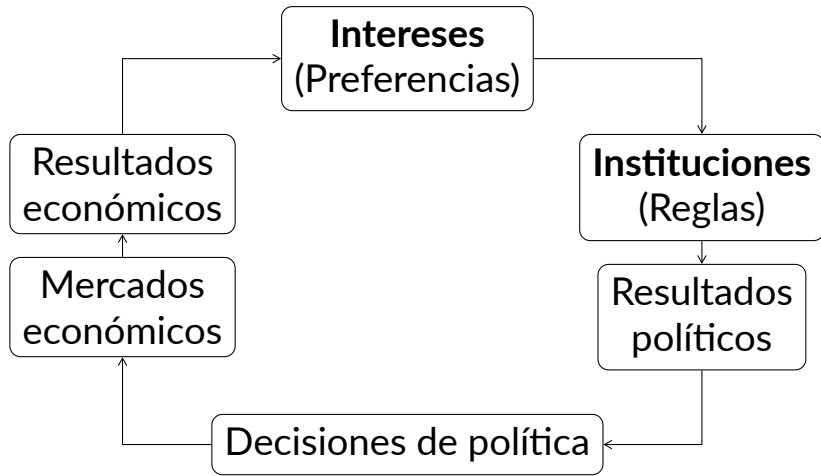 Intereses
(Preferencias)
Resultados
económicos
Instituciones
(Reglas)
Mercados
económicos
Resultados
políticos
Decisiones de política